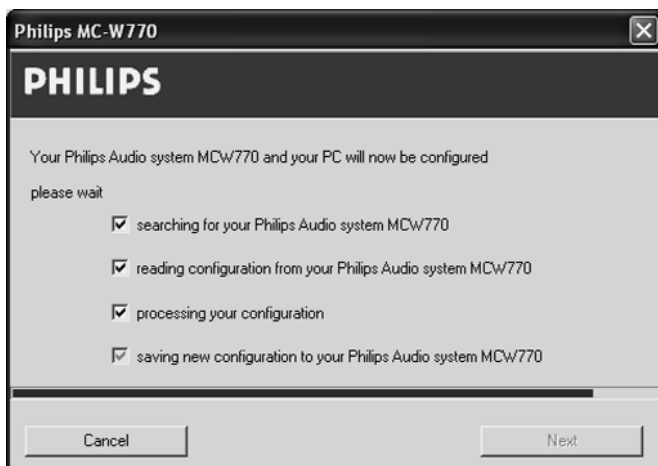 Philips MC-W770
PHILIPS
Your Philips Audio system MCW770 and your PC will now be configured
please wait
searching for your Philips Audio system MCW770
reading configuration from your Philips Audio system MCW770
processing your configuration
saving new configuration to your Philips Audio system MCW770
Cancel
Next